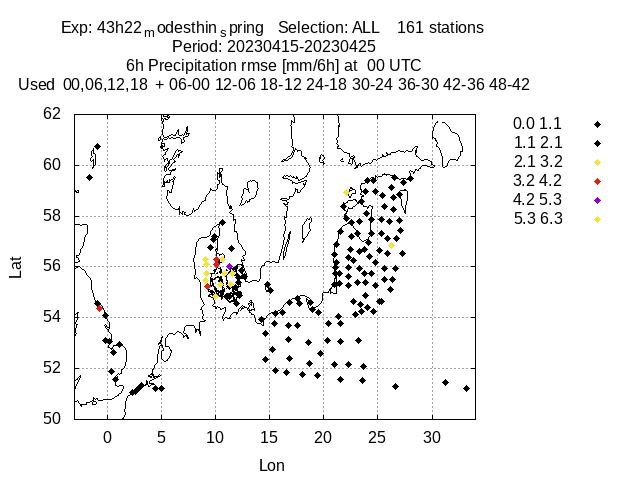 Exp: 43h22modesthinspring   Selection: ALL    161 stations
Period: 20230415-20230425
6h Precipitation rmse [mm/6h] at  00 UTC
Used  00,06,12,18  + 06-00 12-06 18-12 24-18 30-24 36-30 42-36 48-42
62
60
58
56
54
52
50
Lat
0 5 10 15 20 25 30
Lon
0.0 1.1
1.1 2.1
2.1 3.2
3.2 4.2
4.2 5.3
5.3 6.3